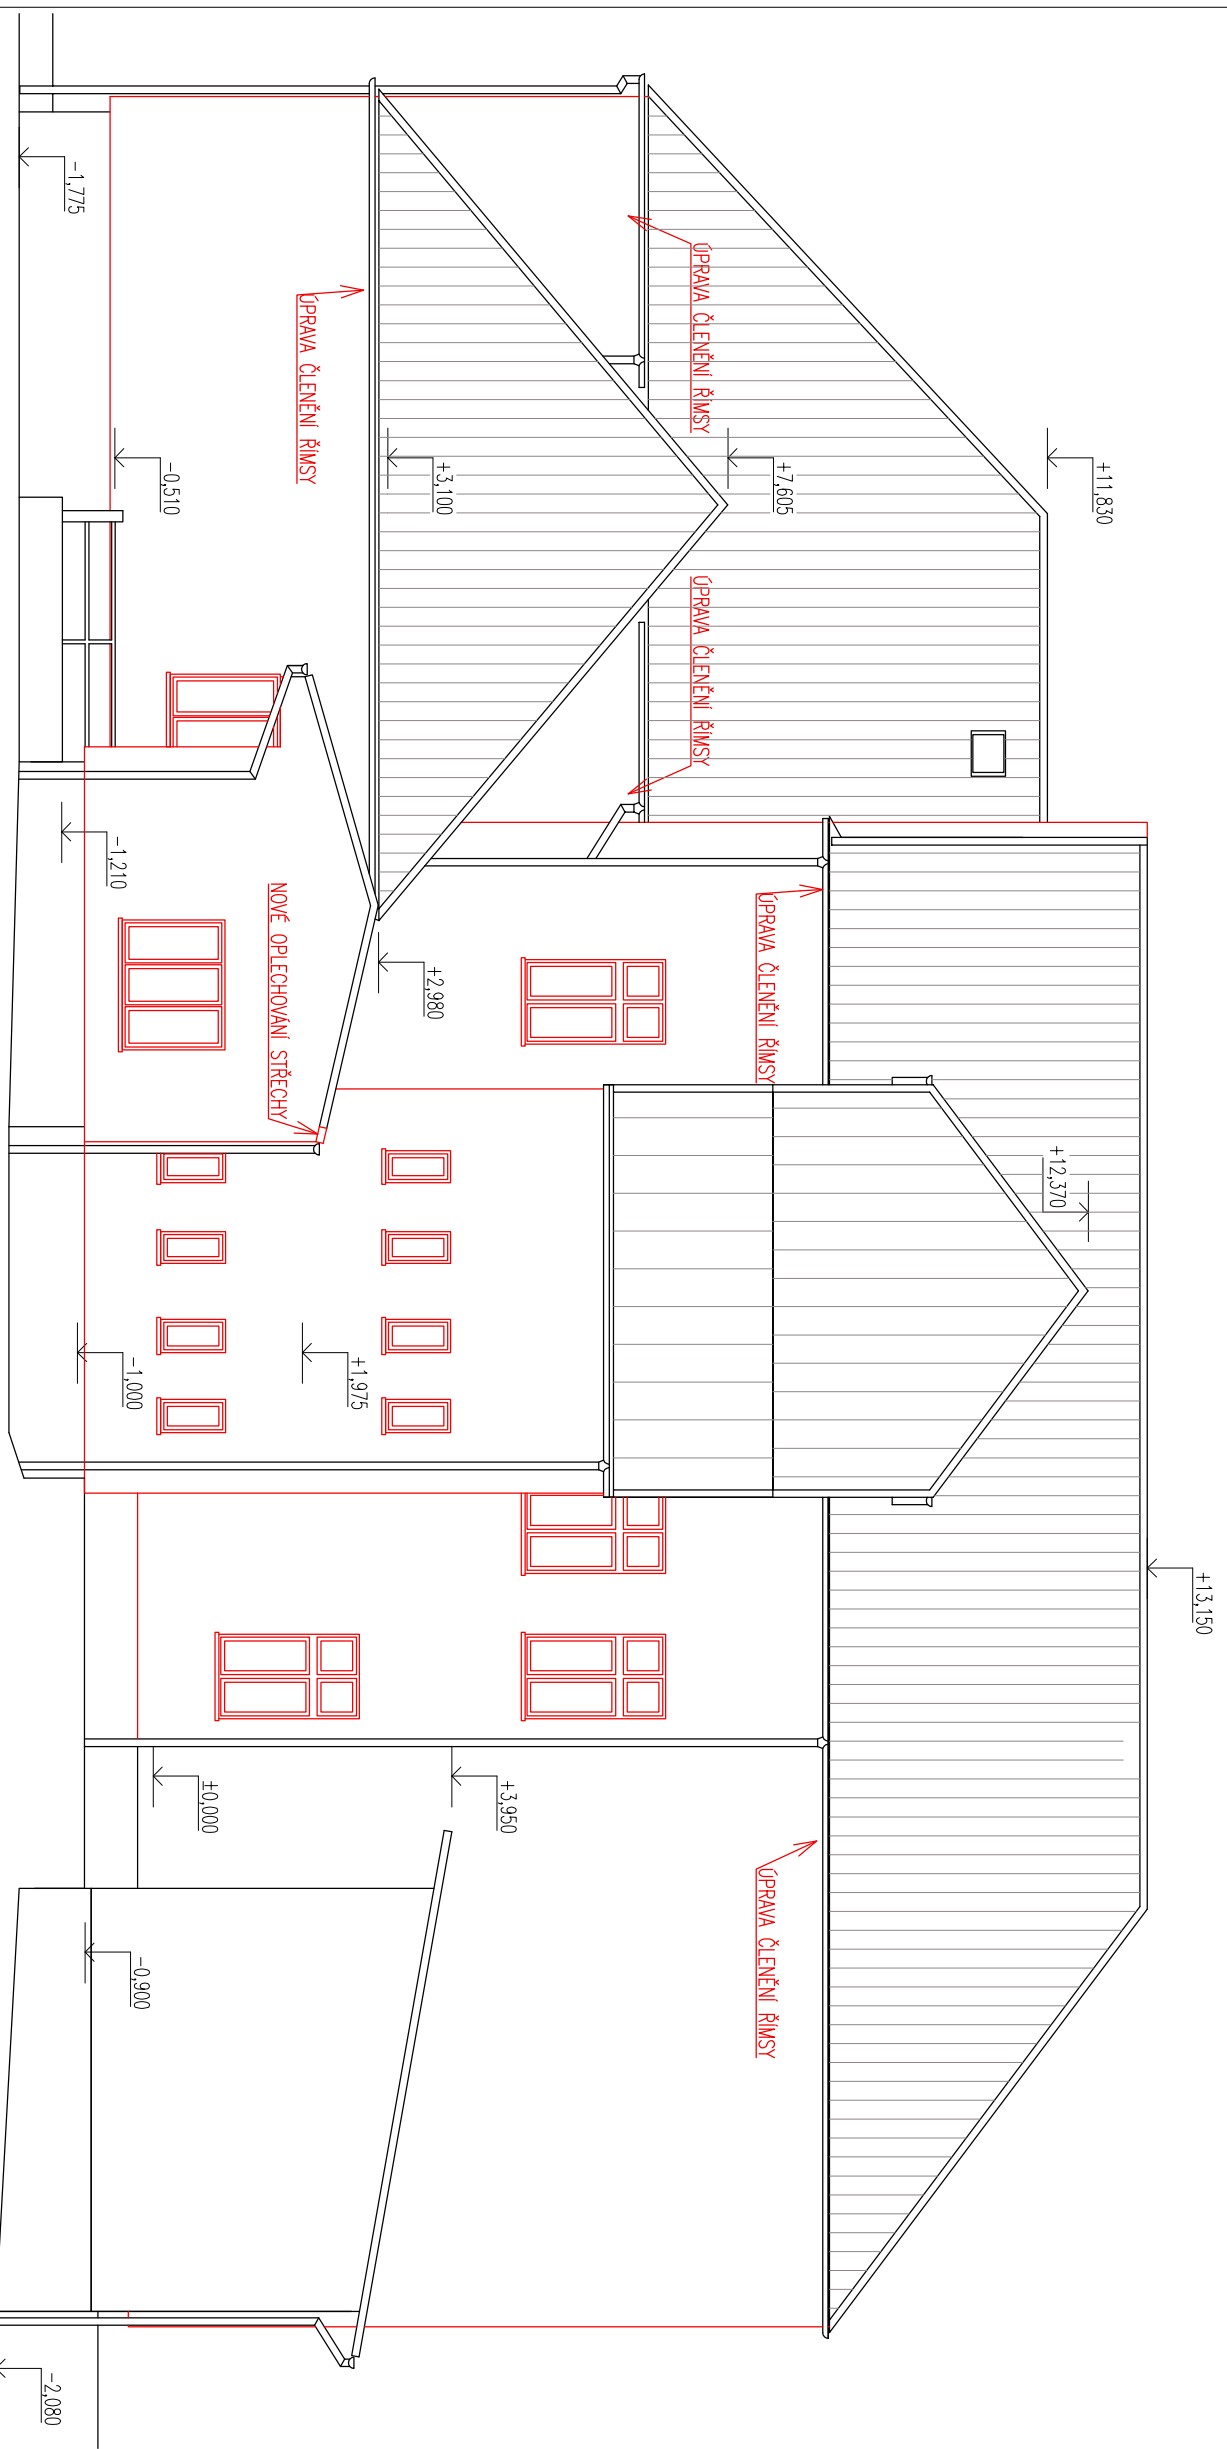 +13,150
+11,830
+12,370
+7,605
ÚPRAVA ČLENĚNÍ ŘÍMSY
ÚPRAVA ČLENĚNÍ ŘÍMSY
ÚPRAVA ČLENĚNÍ ŘÍMSY
ÚPRAVA ČLENĚNÍ ŘÍMSY
+3,100
+2,980
+3,950
ÚPRAVA ČLENĚNÍ ŘÍMSY
NOVÉ OPLECHOVÁNÍ STŘECHY
+1,975
-0,510
±0,000
-1,775
-1,210
-1,000
-0,900
-2,080